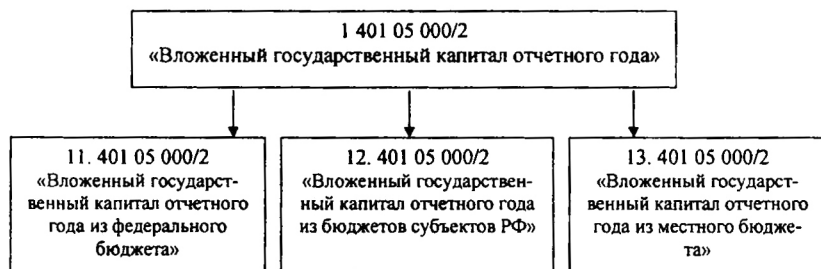 1 401 05 000/2
«Вложенный государственный капитал отчетного года»
11. 401 05 000/2
«Вложенный государст-
венный капитал отчетного
года из федерального
бюджета»
12. 401 05 000/2
«Вложенный государствен-
ный капитал отчетного года
из бюджетов субъектов РФ»
13. 401 05 000/2
«Вложенный государст-
венный капитал отчетного
года из местного бюдже-
та»